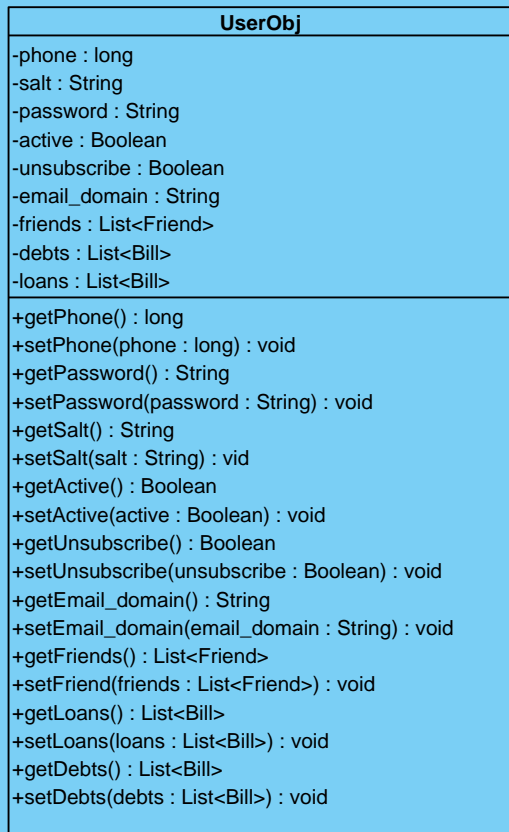 UserObj
-phone : long
-salt : String
-password : String
-active : Boolean
-unsubscribe : Boolean
-email_domain : String
-friends : List<Friend>
-debts : List<Bill>
-loans : List<Bill>
+getPhone() : long
+setPhone(phone : long) : void
+getPassword() : String
+setPassword(password : String) : void
+getSalt() : String
+setSalt(salt : String) : vid
+getActive() : Boolean
+setActive(active : Boolean) : void
+getUnsubscribe() : Boolean
+setUnsubscribe(unsubscribe : Boolean) : void
+getEmail_domain() : String
+setEmail_domain(email_domain : String) : void
+getFriends() : List<Friend>
+setFriend(friends : List<Friend>) : void
+getLoans() : List<Bill>
+setLoans(loans : List<Bill>) : void
+getDebts() : List<Bill>
+setDebts(debts : List<Bill>) : void